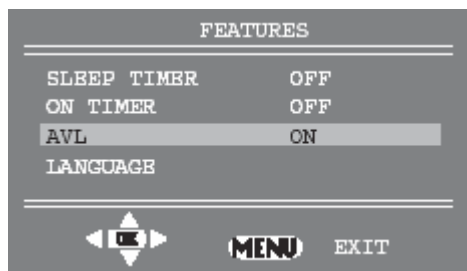 FEATURES
SLEEP TIMER OFF
ON TIMER OFF
AVL ON
LANGUAGE
OK MENU EXIT